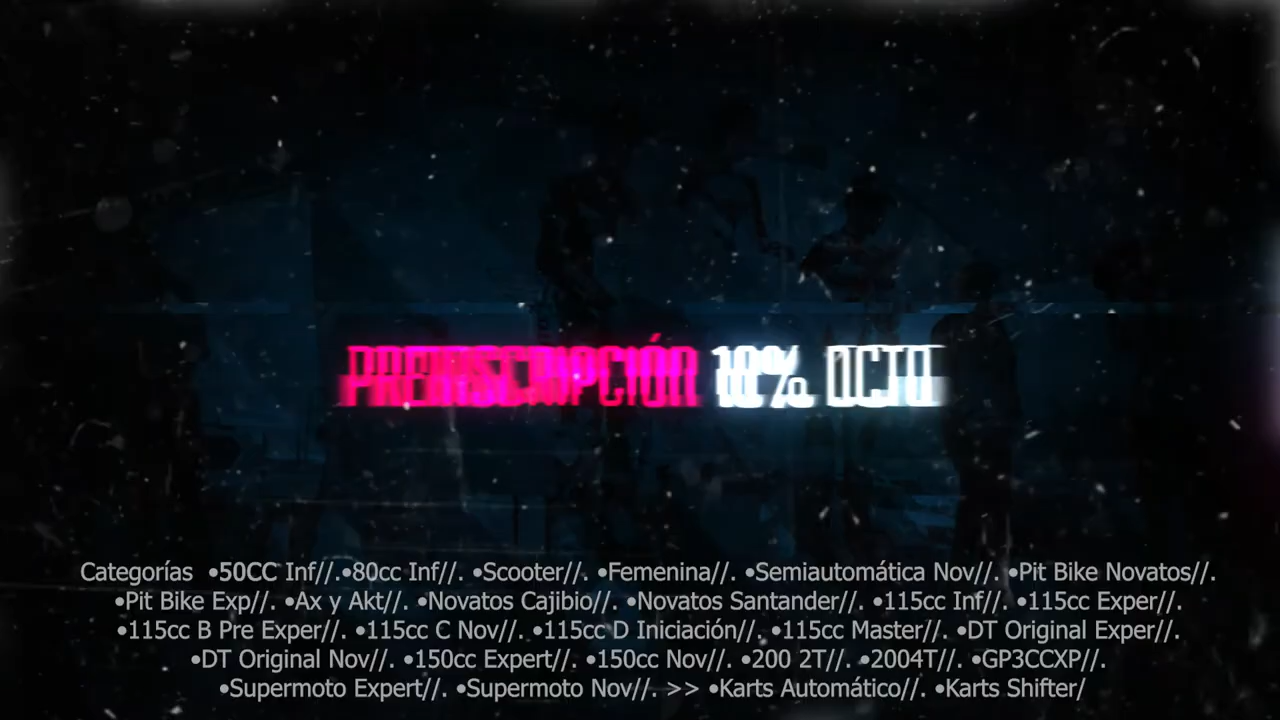 PREINSCRIPCIÓN 10% DCTO
Categorías •50CC Inf//.•80cc Inf//. •Scooter//. •Femenina//. •Semiautomática Nov//. •Pit Bike Novatos//.
•Pit Bike Exp//. •Ax y Akt//. •Novatos Cajibio//. •Novatos Santander//. •115cc Inf//. •115cc Exper//.
•115cc B Pre Exper//. •115cc C Nov//. •115cc D Iniciación//. •115cc Master//. •DT Original Exper//.
•DT Original Nov//. •150cc Expert//. •150cc Nov//. •200 2T//. •2004T//. •GP3CCXP//.
•Supermoto Expert//. •Supermoto Nov//. >> •Karts Automático//. •Karts Shifter/